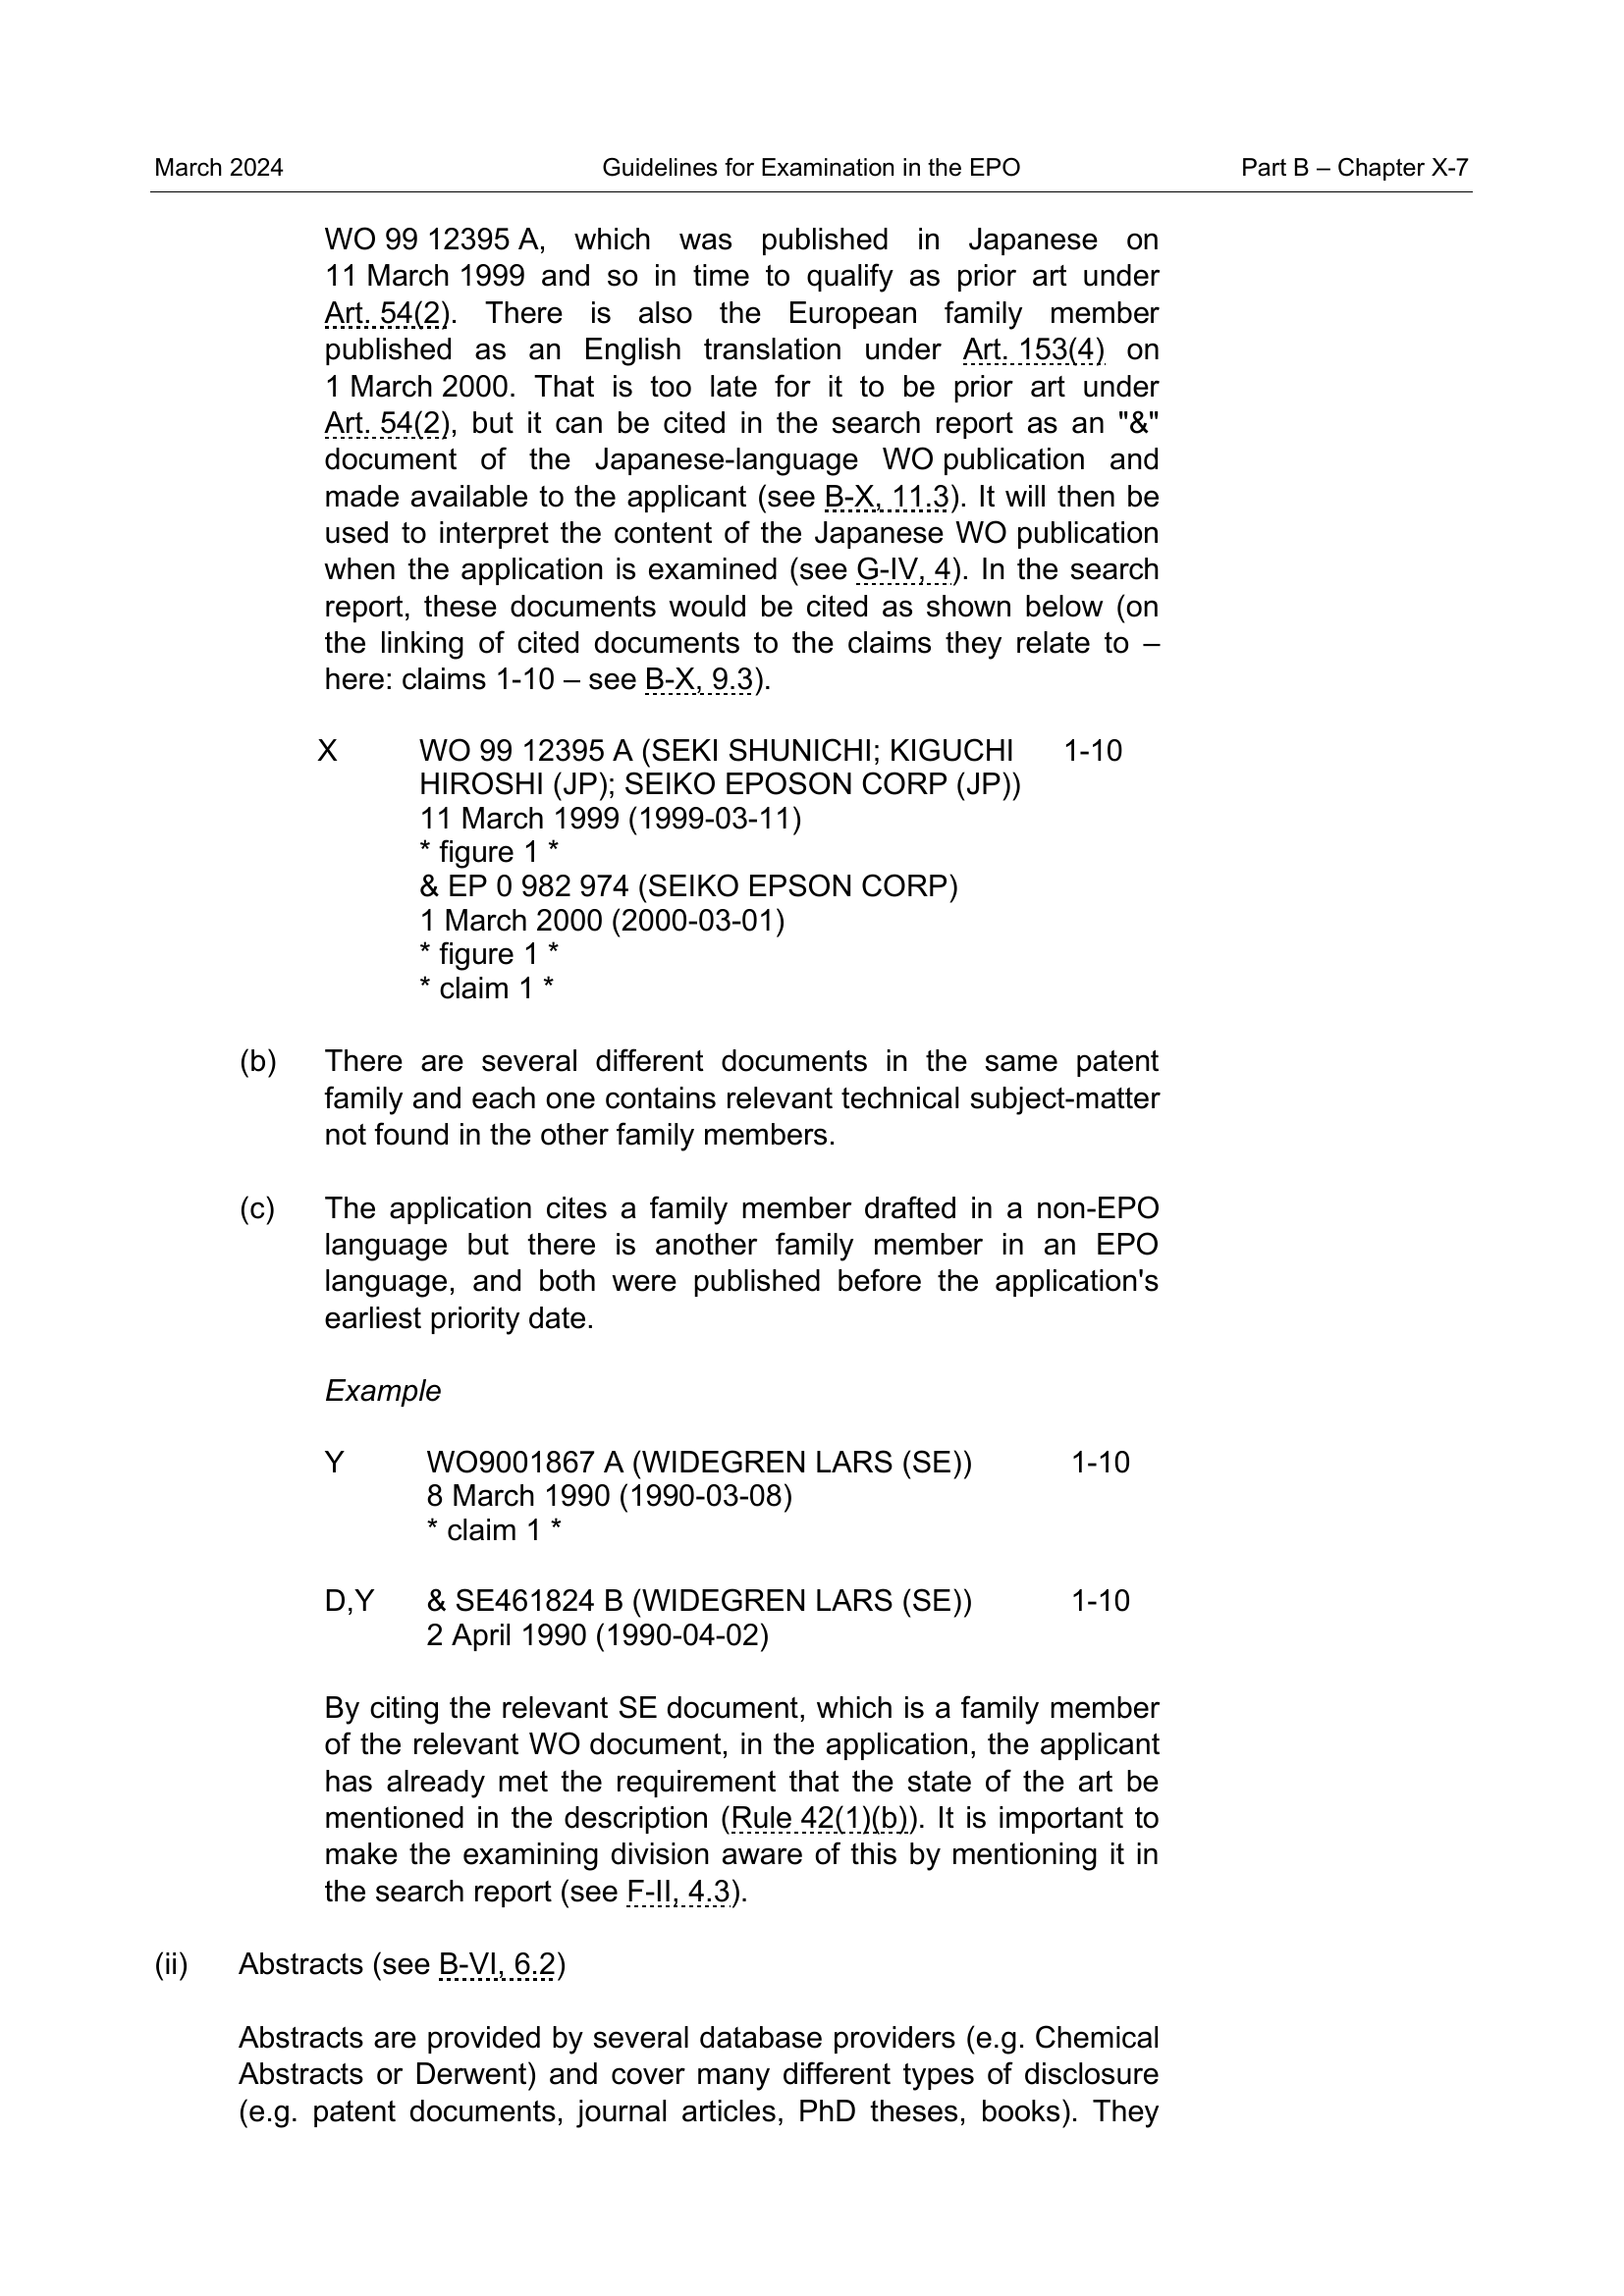 March 2024 Guidelines for Examination in the EPO Part B – Chapter X-7
WO 99 12395 A, which was published in Japanese on
11 March 1999 and so in time to qualify as prior art under
Art. 54(2). There is also the European family member
published as an English translation under Art. 153(4) on
1 March 2000. That is too late for it to be prior art under
Art. 54(2), but it can be cited in the search report as an "&"
document of the Japanese-language WO publication and
made available to the applicant (see B-X, 11.3). It will then be
used to interpret the content of the Japanese WO publication
when the application is examined (see G-IV, 4). In the search
report, these documents would be cited as shown below (on
the linking of cited documents to the claims they relate to –
here: claims 1-10 – see B-X, 9.3).
X WO 99 12395 A (SEKI SHUNICHI; KIGUCHI 1-10
HIROSHI (JP); SEIKO EPOSON CORP (JP))
11 March 1999 (1999-03-11)
* figure 1 *
& EP 0 982 974 (SEIKO EPSON CORP)
1 March 2000 (2000-03-01)
* figure 1 *
* claim 1 *
(b) There are several different documents in the same patent
family and each one contains relevant technical subject-matter
not found in the other family members.
(c) The application cites a family member drafted in a non-EPO
language but there is another family member in an EPO
language, and both were published before the application's
earliest priority date.
Example
Y WO9001867 A (WIDEGREN LARS (SE)) 1-10
8 March 1990 (1990-03-08)
* claim 1 *
D,Y & SE461824 B (WIDEGREN LARS (SE)) 1-10
2 April 1990 (1990-04-02)
By citing the relevant SE document, which is a family member
of the relevant WO document, in the application, the applicant
has already met the requirement that the state of the art be
mentioned in the description (Rule 42(1)(b)). It is important to
make the examining division aware of this by mentioning it in
the search report (see F-II, 4.3).
(ii) Abstracts (see B-VI, 6.2)
Abstracts are provided by several database providers (e.g. Chemical
Abstracts or Derwent) and cover many different types of disclosure
(e.g. patent documents, journal articles, PhD theses, books). They